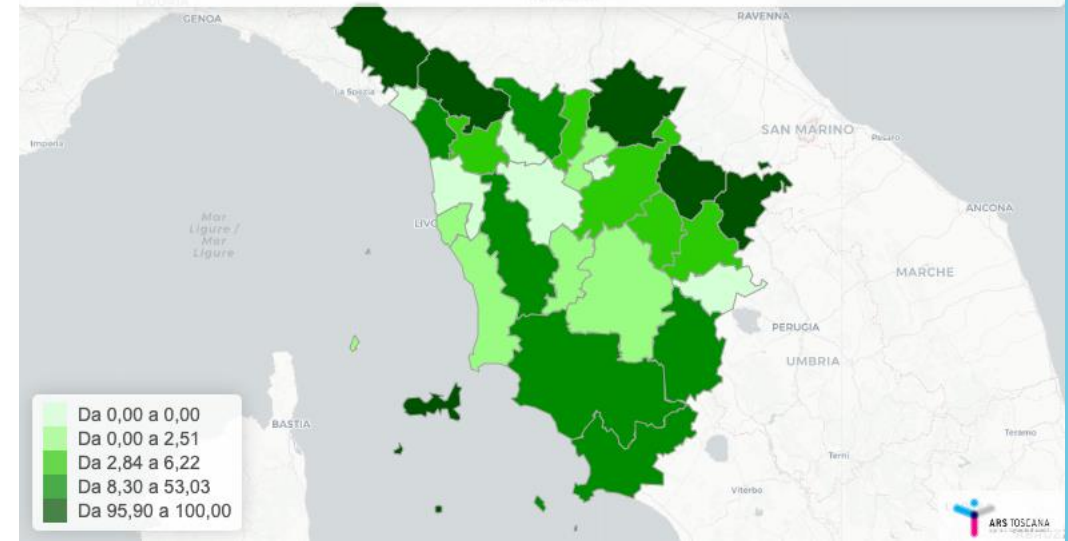 LIGURIA
GENOA
RAVENNA
La Spezia
Imperia
SAN MARINO
Pesaro
Mar
Ligure /
Mar
Ligure
LIVO
ANCONA
MARCHE
PERUGIA
UMBRIA
BASTIA
Teramo
Terni
Viterbo
Da 0,00 a 0,00
Da 0,00 a 2,51
Da 2,84 a 6,22
Da 8,30 a 53,03
Da 95,90 a 100,00
ARS TOSCANA